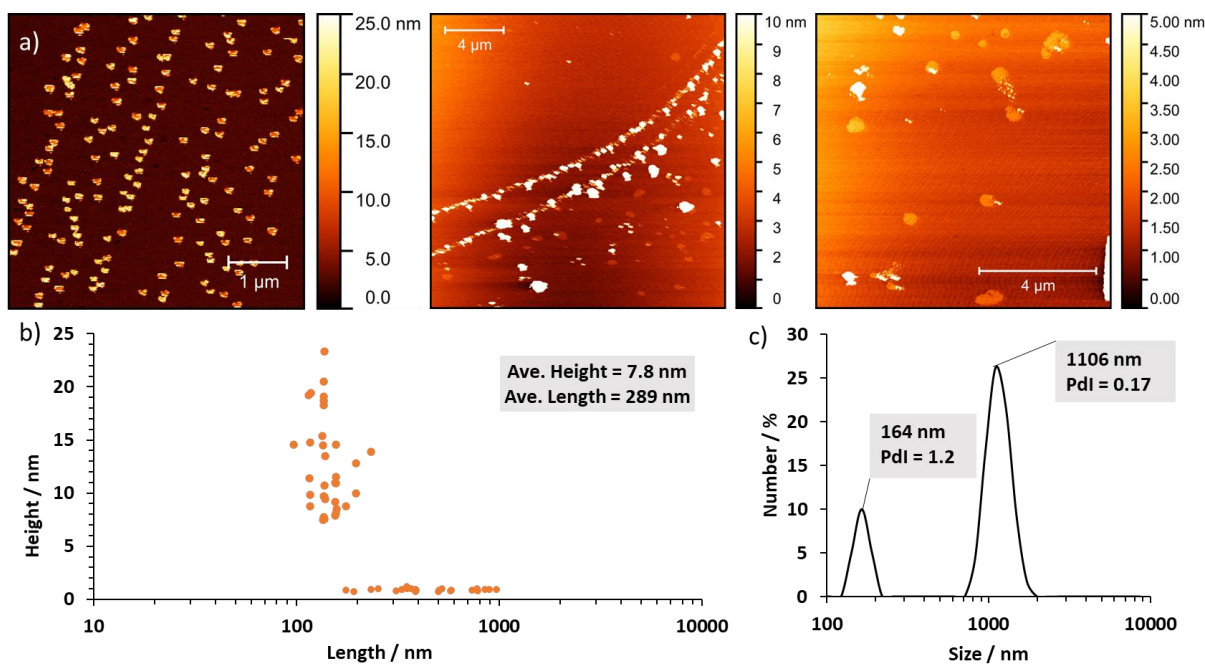 a)
25.0 nm
20.0
15.0
10.0
5.0
0.0
1 µm
4 µm
10 nm
9
8
7
6
5
4
3
2
1
0
4 µm
5.00 nm
4.50
4.00
3.50
3.00
2.50
2.00
1.50
1.00
0.00
b)
Height / nm
25
20
15
10
5
0
Ave. Height = 7.8 nm
Ave. Length = 289 nm
10
100
1000
10000
Length / nm
c)
Number / %
30
25
20
15
10
5
0
1106 nm
PdI = 0.17
164 nm
PdI = 1.2
100
1000
10000
Size / nm